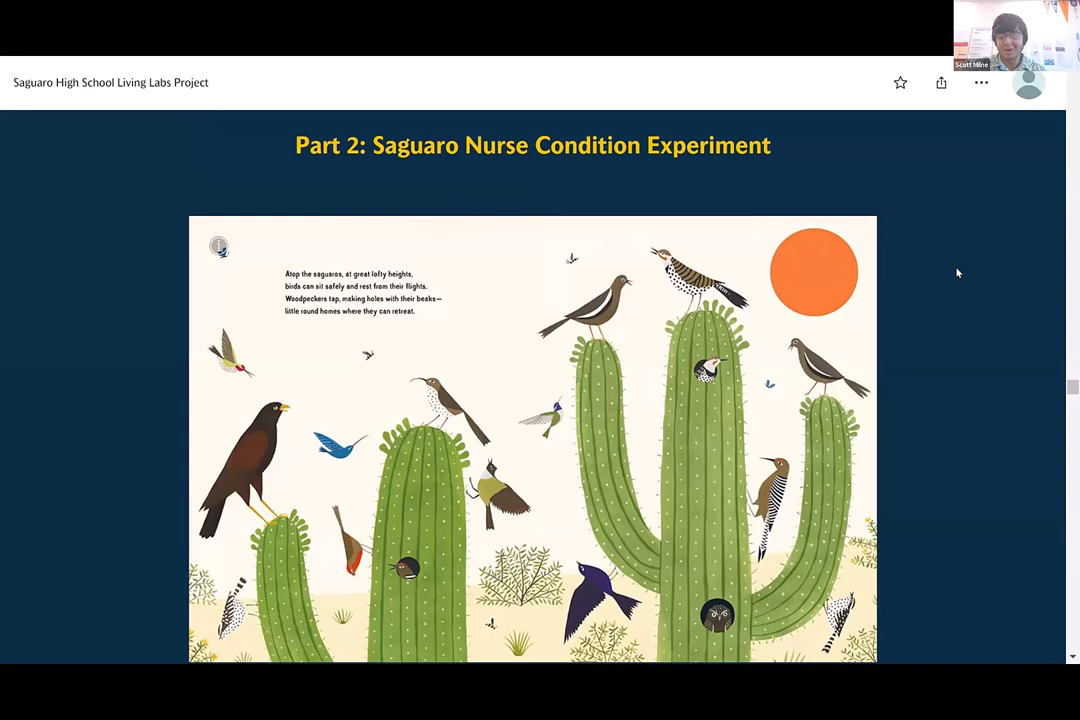 Scott Milne
Saguaro High School Living Labs Project
Part 2: Saguaro Nurse Condition Experiment
Atop the saguaros, at great lofty heights,
birds can sit safely and rest from their flights.
Woodpeckers tap, making holes with their beaks—
little round homes where they can retreat.